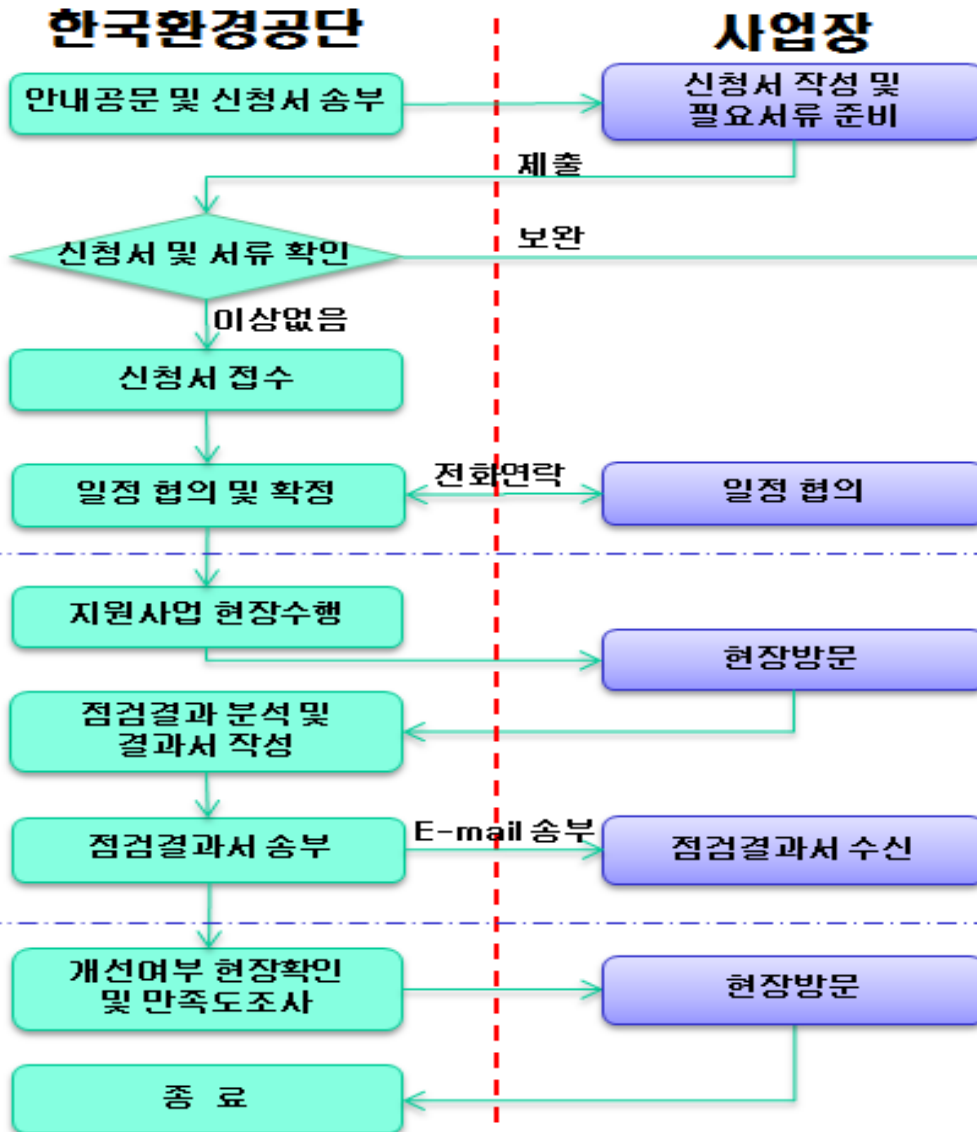 한국환경공단
사업장
안내공문 및 신청서 송부
신청서 작성 및
필요서류 준비
제출
신청서 및 서류 확인
보완
이상없음
신청서 접수
일정 협의 및 확정
전화연락
일정 협의
지원사업 현장수행
현장방문
점검결과 분석 및
결과서 작성
점검결과서 송부
E-mail 송부
점검결과서 수신
개선여부 현장확인
및 만족도조사
현장방문
종 료